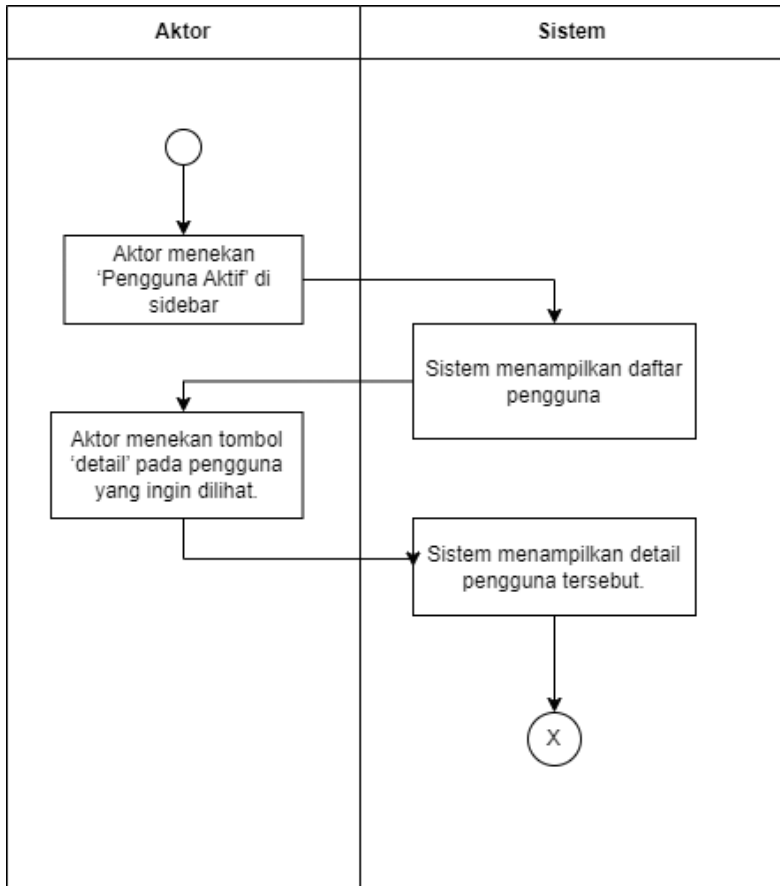 Aktor
Sistem
Aktor menekan
‘Pengguna Aktif’ di
sidebar
Sistem menampilkan daftar
pengguna
Aktor menekan tombol
‘detail’ pada pengguna
yang ingin dilihat.
Sistem menampilkan detail
pengguna tersebut.
X